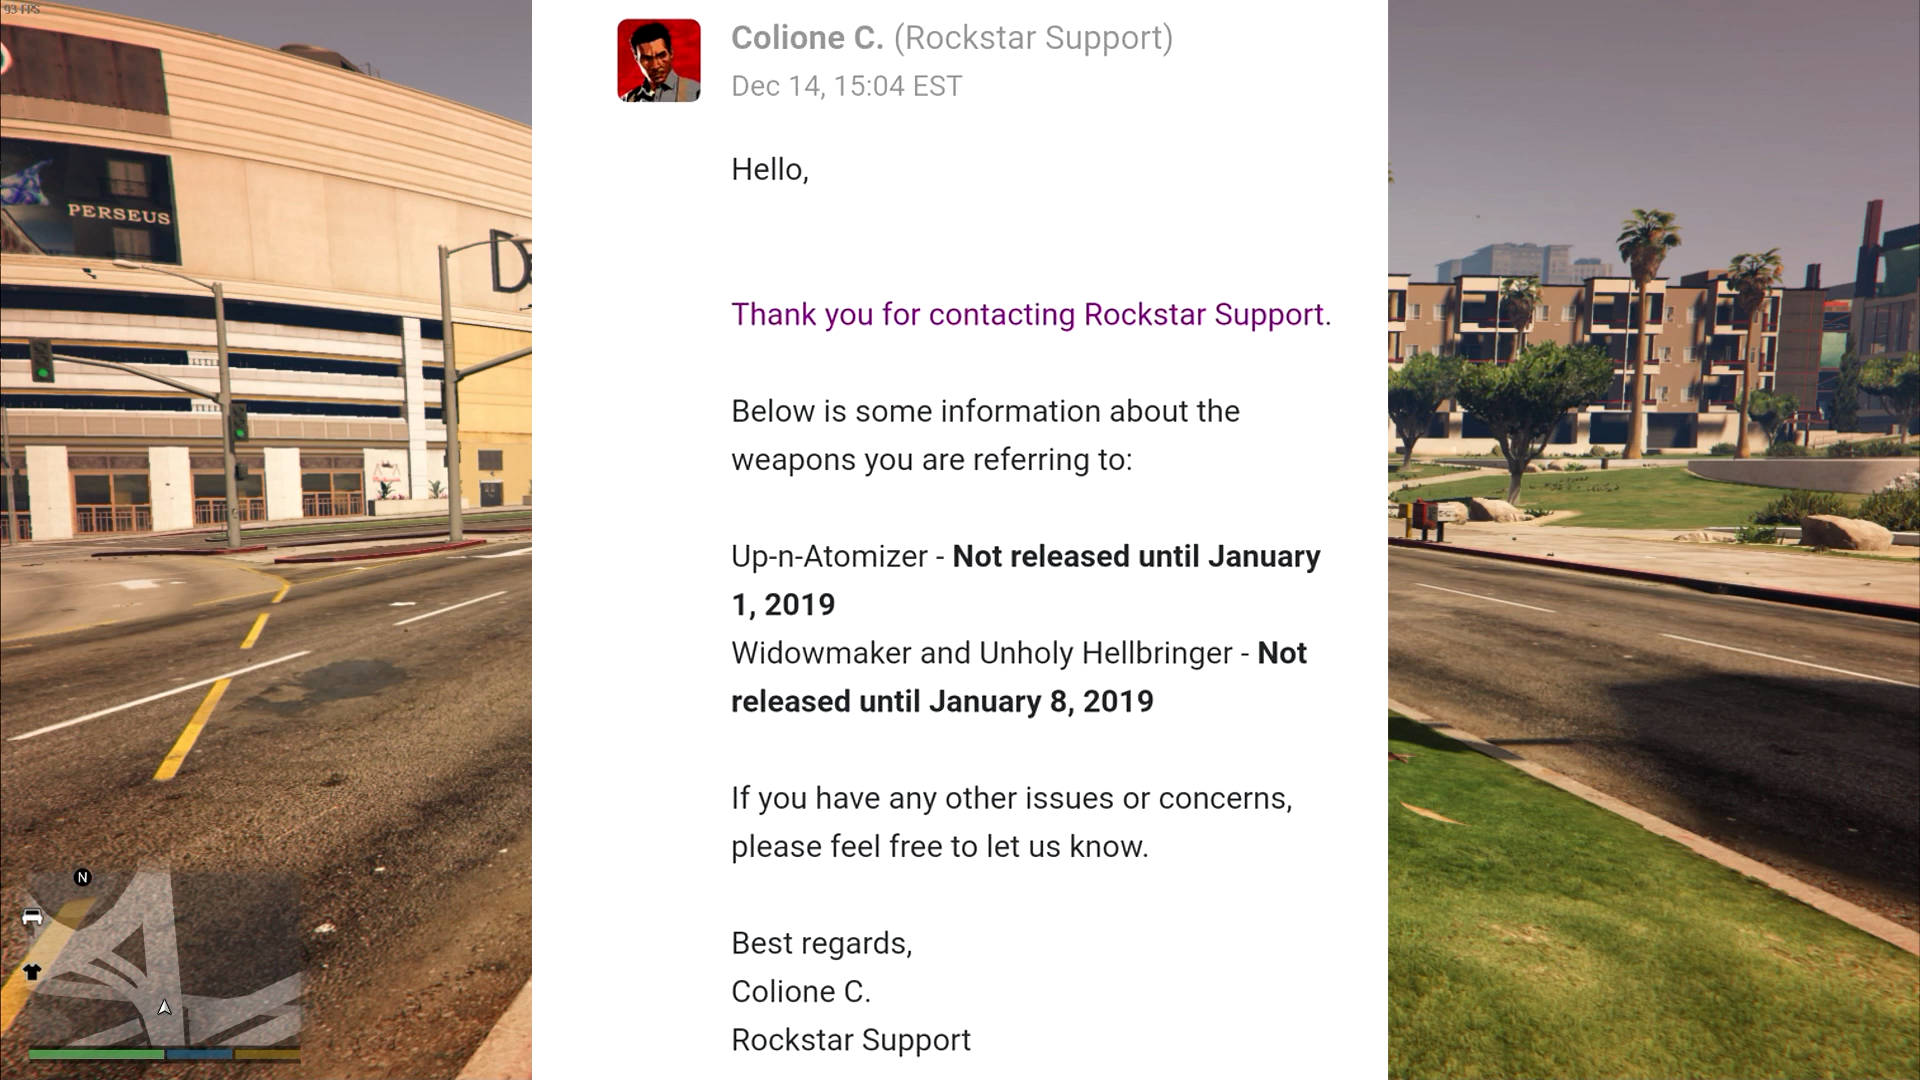 93 FPS
PERSEUS
Colione C. (Rockstar Support)
Dec 14, 15:04 EST
Hello,
Thank you for contacting Rockstar Support.
Below is some information about the
weapons you are referring to:
Up-n-Atomizer - Not released until January
1, 2019
Widowmaker and Unholy Hellbringer - Not
released until January 8, 2019
If you have any other issues or concerns,
please feel free to let us know.
Best regards,
Colione C.
Rockstar Support
N